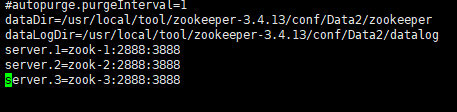 #autopurge.purgeInterval=1
dataDir=/usr/local/tool/zookeeper-3.4.13/conf/Data2/zookeeper
dataLogDir=/usr/local/tool/zookeeper-3.4.13/conf/Data2/datalog
server.1=zook-1:2888:3888
server.2=zook-2:2888:3888
server.3=zook-3:2888:3888